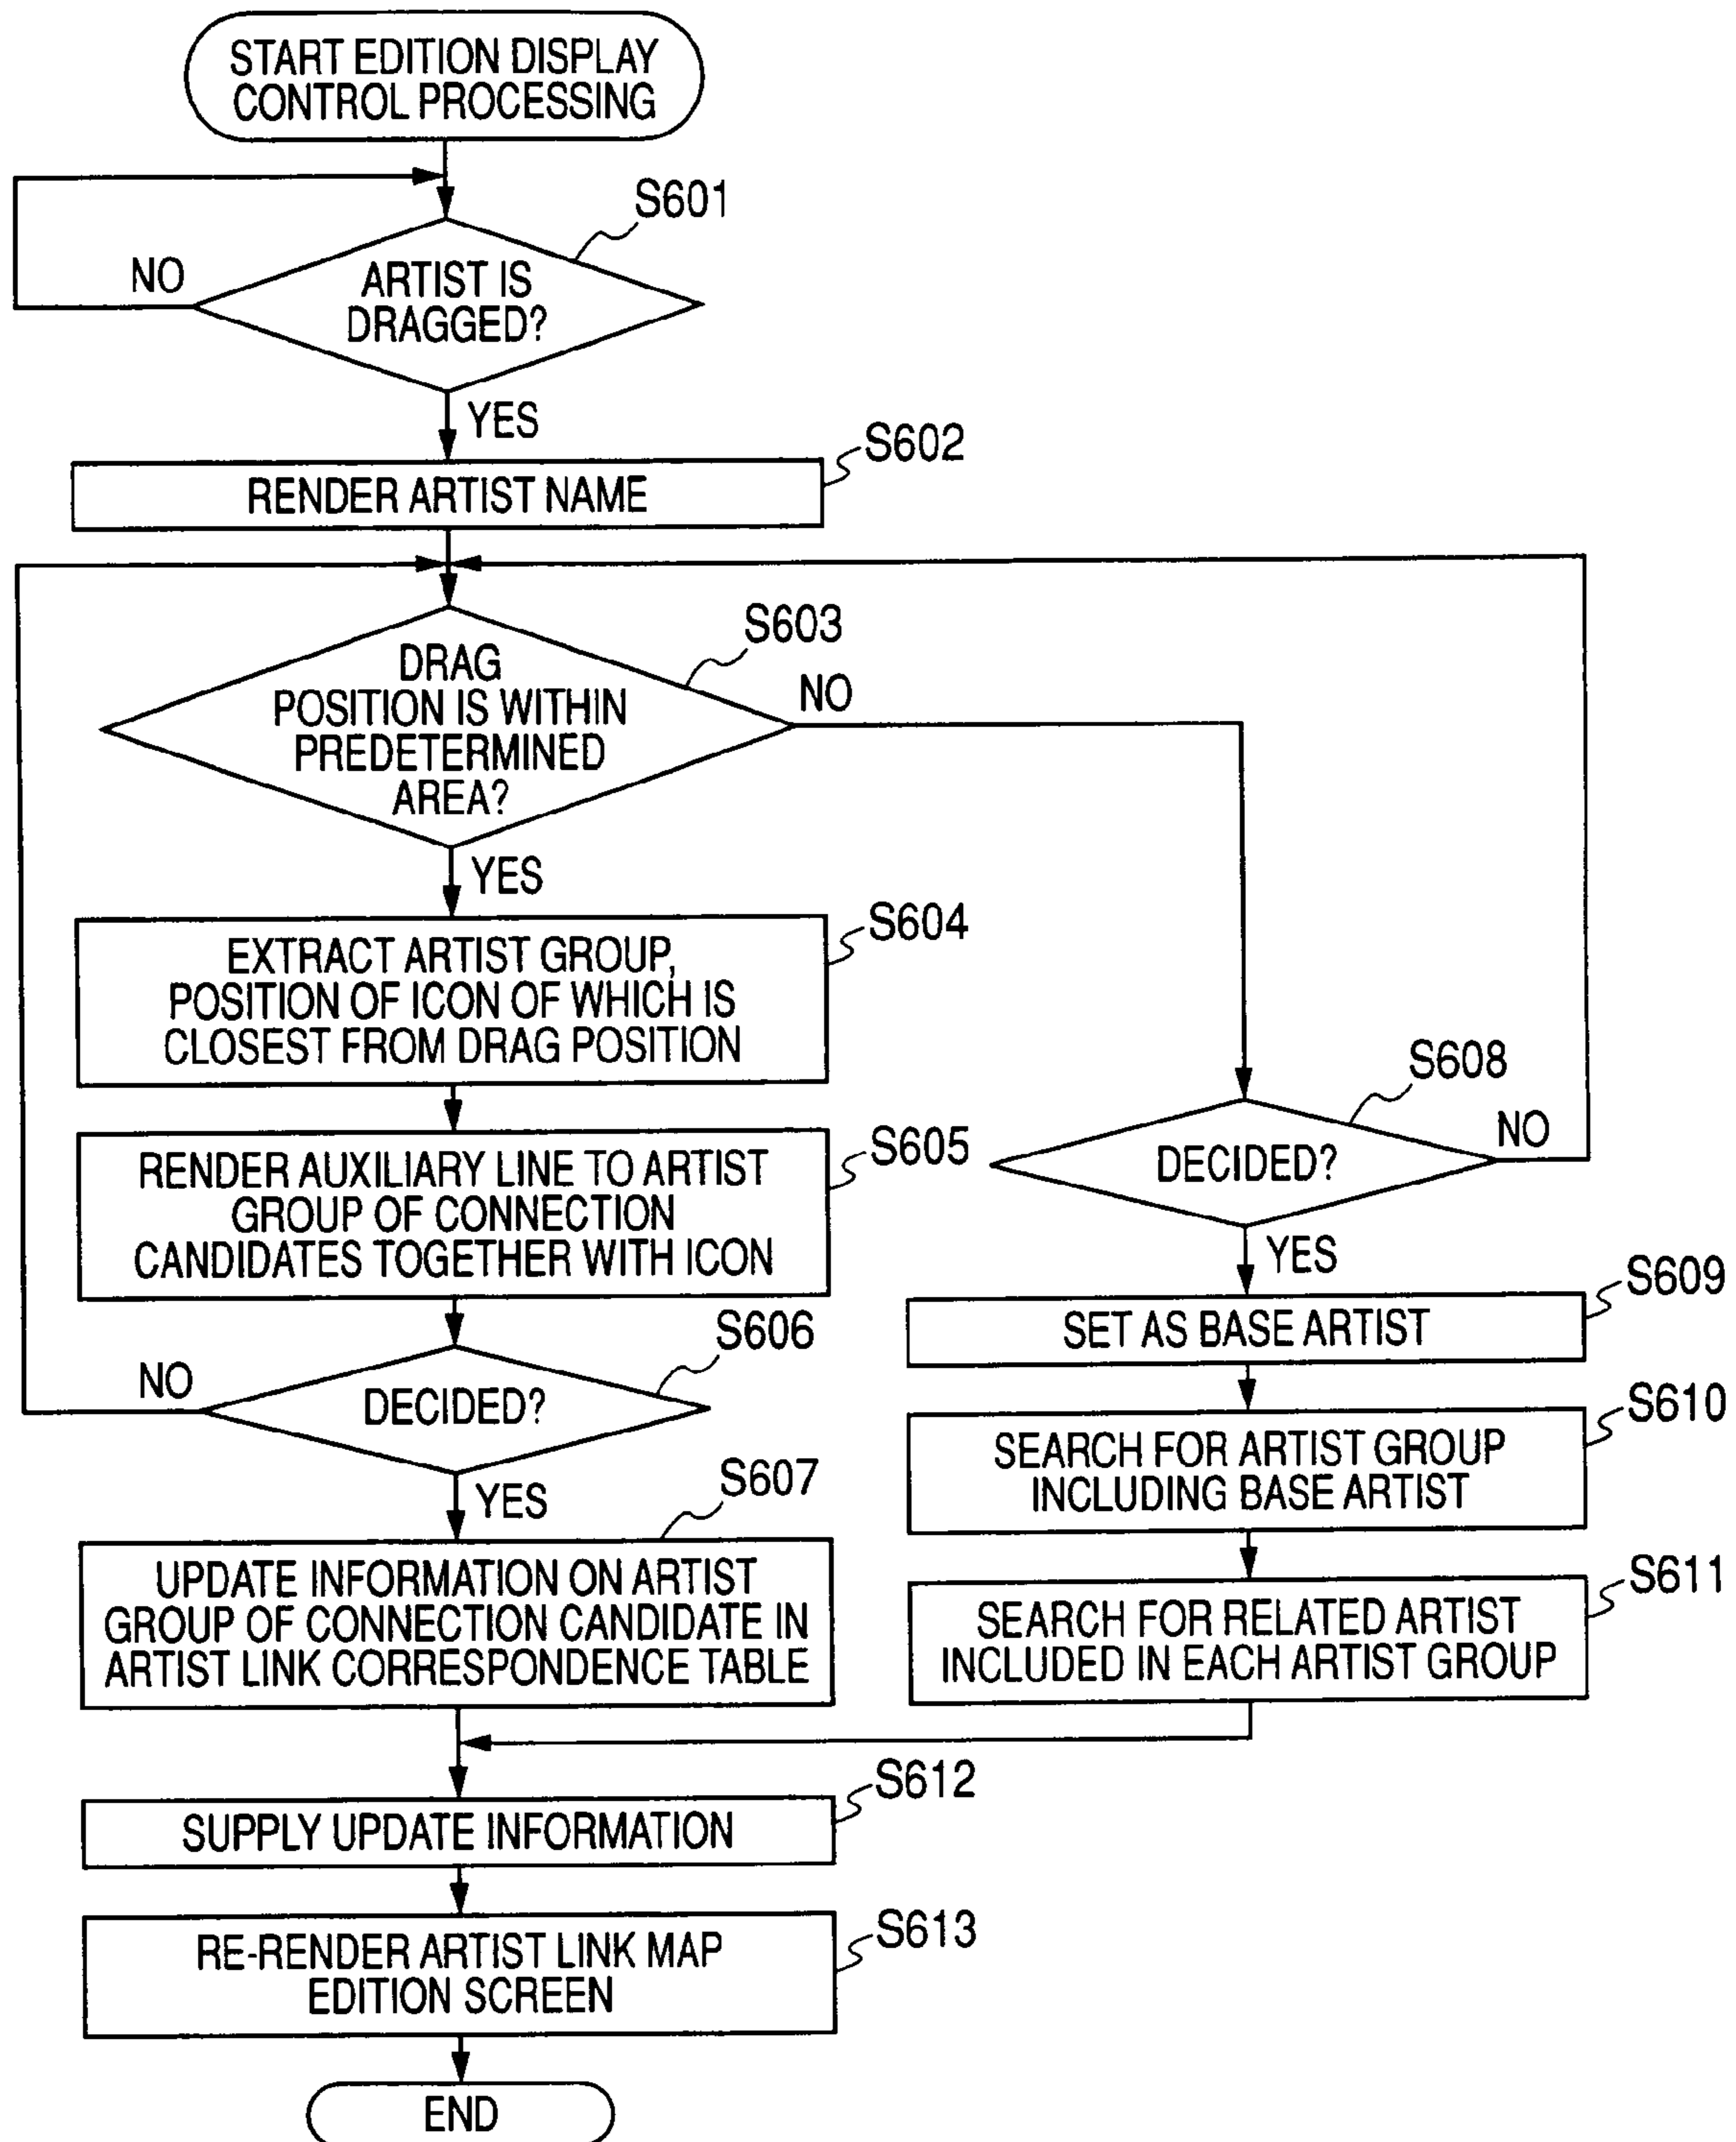 START EDITION DISPLAY
CONTROL PROCESSING
S601
NO
ARTIST IS
DRAGGED?
YES
S602
RENDER ARTIST NAME
S603
DRAG
POSITION IS WITHIN
PREDETERMINED
AREA?
NO
YES
S604
EXTRACT ARTIST GROUP,
POSITION OF ICON OF WHICH IS
CLOSEST FROM DRAG POSITION
S605
RENDER AUXILIARY LINE TO ARTIST
GROUP OF CONNECTION
CANDIDATES TOGETHER WITH ICON
S606
NO
DECIDED?
YES
S607
UPDATE INFORMATION ON ARTIST
GROUP OF CONNECTION CANDIDATE IN
ARTIST LINK CORRESPONDENCE TABLE
S608
NO
DECIDED?
YES
S609
SET AS BASE ARTIST
S610
SEARCH FOR ARTIST GROUP
INCLUDING BASE ARTIST
S611
SEARCH FOR RELATED ARTIST
INCLUDED IN EACH ARTIST GROUP
S612
SUPPLY UPDATE INFORMATION
S613
RE-RENDER ARTIST LINK MAP
EDITION SCREEN
END